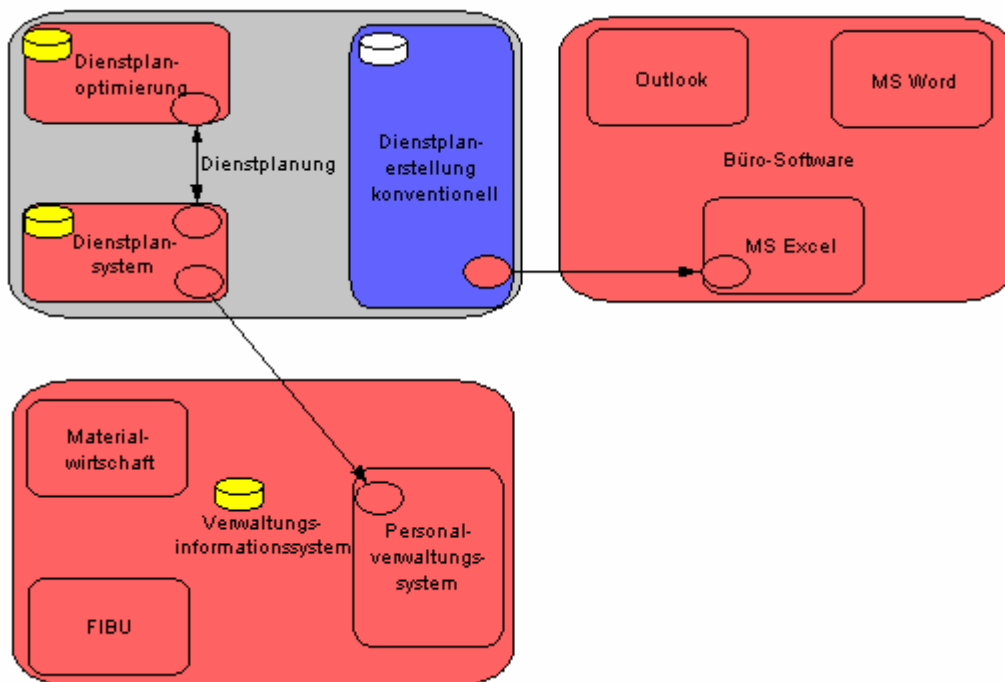 Dienstplan-
optimierung
Dienstplanung
Dienstplan-
system
Dienstplan-
erstellung
konventionell
Outlook
MS Word
Büro-Software
MS Excel
Material-
wirtschaft
Verwaltungs-
informationssystem
Personal-
verwaltungs-
system
FIBU